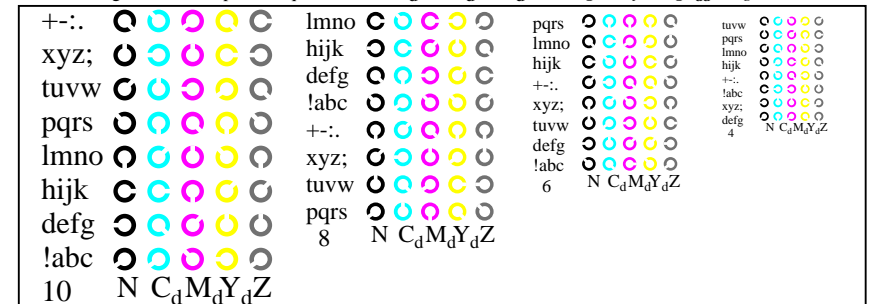 +-:.
xyz;
tuvw
pqrs
lmno
hijk
defg
!abc
10 N CdMdYdZ
lmno
hijk
defg
!abc
+-:.
xyz;
tuvw
pqrs
8 N CdMdYdZ
pqrs
lmno
hijk
+-:.
xyz;
tuvw
defg
!abc
6 N CdMdYdZ
tuvw
pqrs
lmno
hijk
+-:.
!abc
xyz;
defg
4 N CdMdYdZ